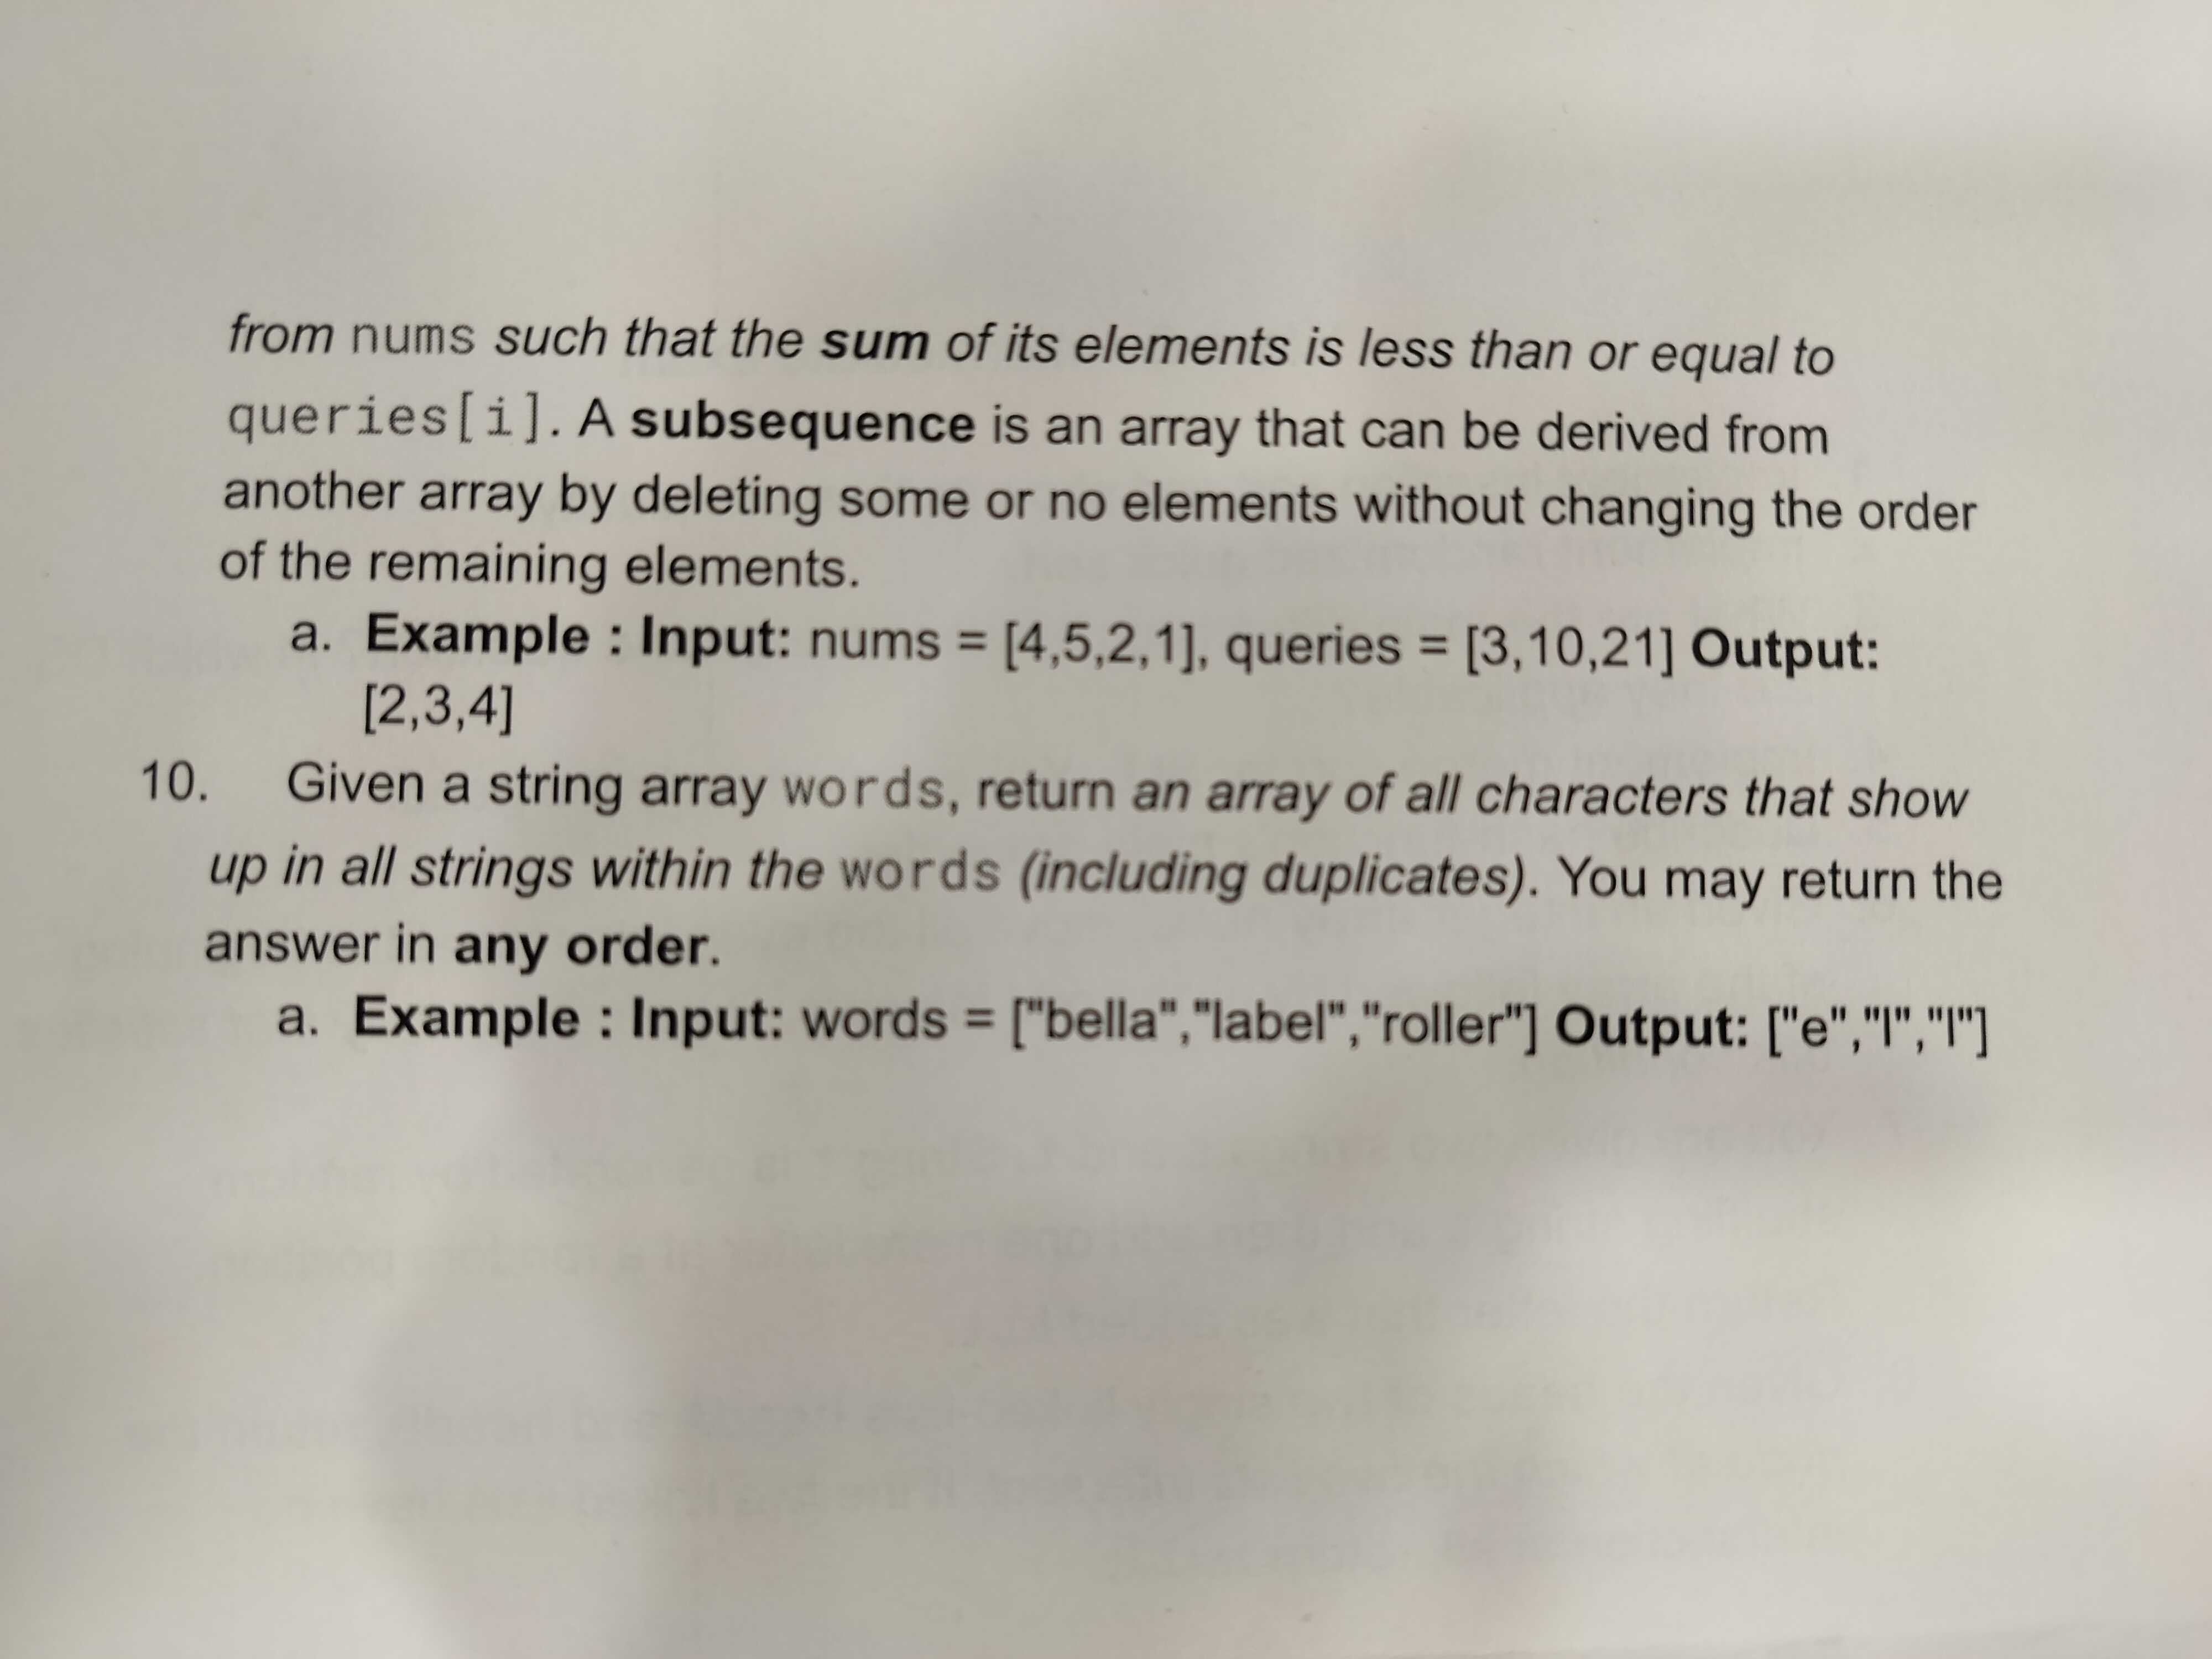 from nums such that the sum of its elements is less than or equal to
queries[i]. A subsequence is an array that can be derived from
another array by deleting some or no elements without changing the order
of the remaining elements.
a. Example : Input: nums = [4,5,2,1], queries = [3,10,21] Output:
[2,3,4]
10. Given a string array words, return an array of all characters that show
up in all strings within the words (including duplicates). You may return the
answer in any order.
a. Example : Input: words = ["bella","label","roller"] Output: ["e","l","l"]